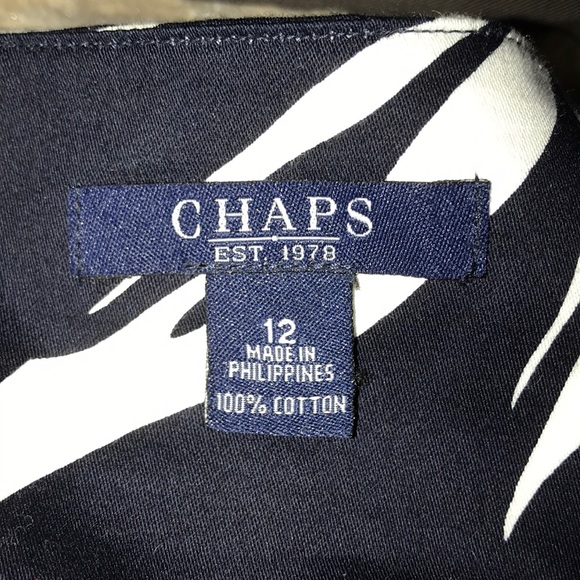 CHAPS
EST. 1978
12
MADE IN
PHILIPPINES
100% COTTON